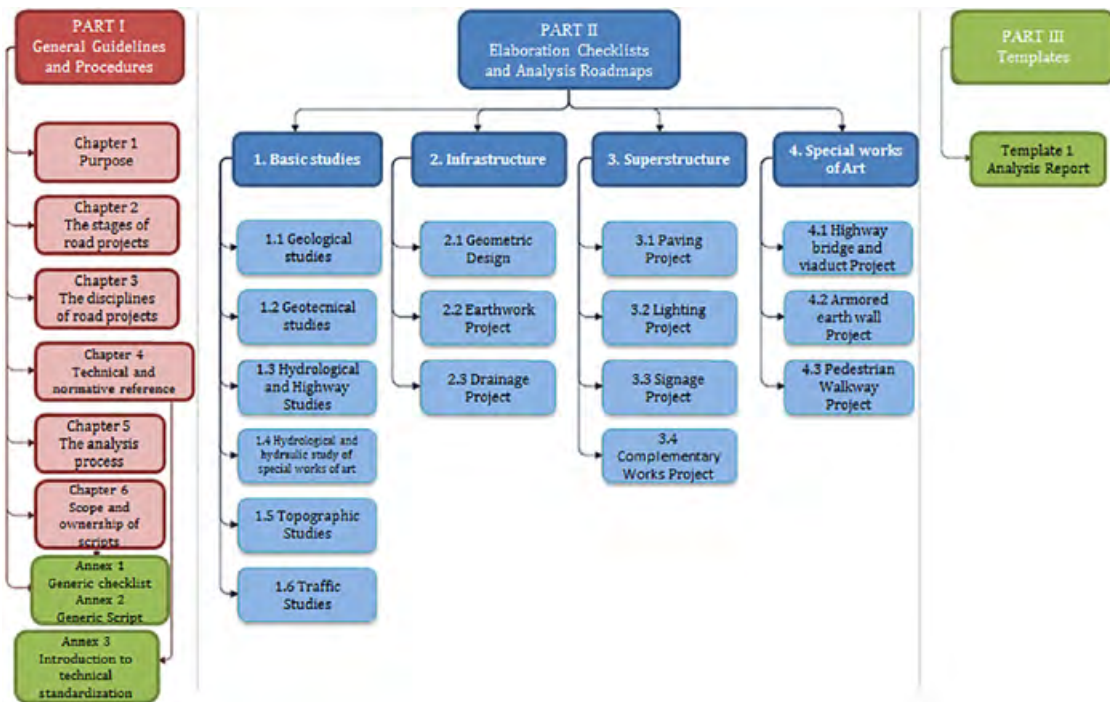 PART I
General Guidelines
and Procedures
Chapter 1
Purpose
Chapter 2
The stages of
road projects
Chapter 3
The disciplines
of road projects
Chapter 4
Technical and
normative reference
Chapter 5
The analysis
process
Chapter 6
Scope and
ownership of
scripts
Annex 1
Generic checklist
Annex 2
Generic Script
Annex 3
Introduction to
technical
standardization
PART II
Elaboration Checklists
and Analysis Roadmaps
1. Basic studies
1.1 Geological
studies
1.2 Geotecnical
studies
1.3 Hydrological
and Highway
Studies
1.4 Hydrological and
hydraulic study of
special works of art
1.5 Topographic
Studies
1.6 Traffic
Studies
2. Infrastructure
2.1 Geometric
Design
2.2 Earthwork
Project
2.3 Drainage
Project
3. Superstructure
3.1 Paving
Project
3.2 Lighting
Project
3.3 Signage
Project
3.4
Complementary
Works Project
4. Special works
of Art
4.1 Highway
bridge and
viaduct Project
4.2 Armored
earth wall
Project
4.3 Pedestrian
Walkway
Project
PART III
Templates
Template 1
Analysis Report